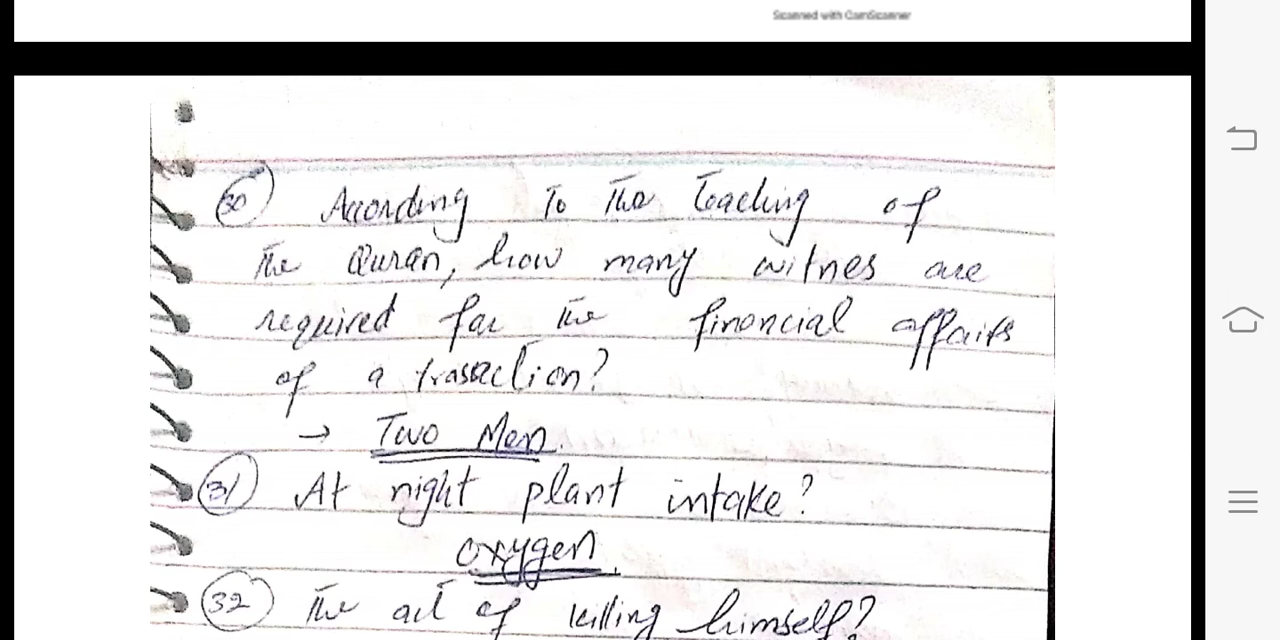 Scanned with CamScanner
30 According To The Teaching of
The Quran, how many witnes are
required for the financial affairs
of a trasaction?
→ Two Men.
31 At night plant intake?
oxygen.
32 The act of killing himself?